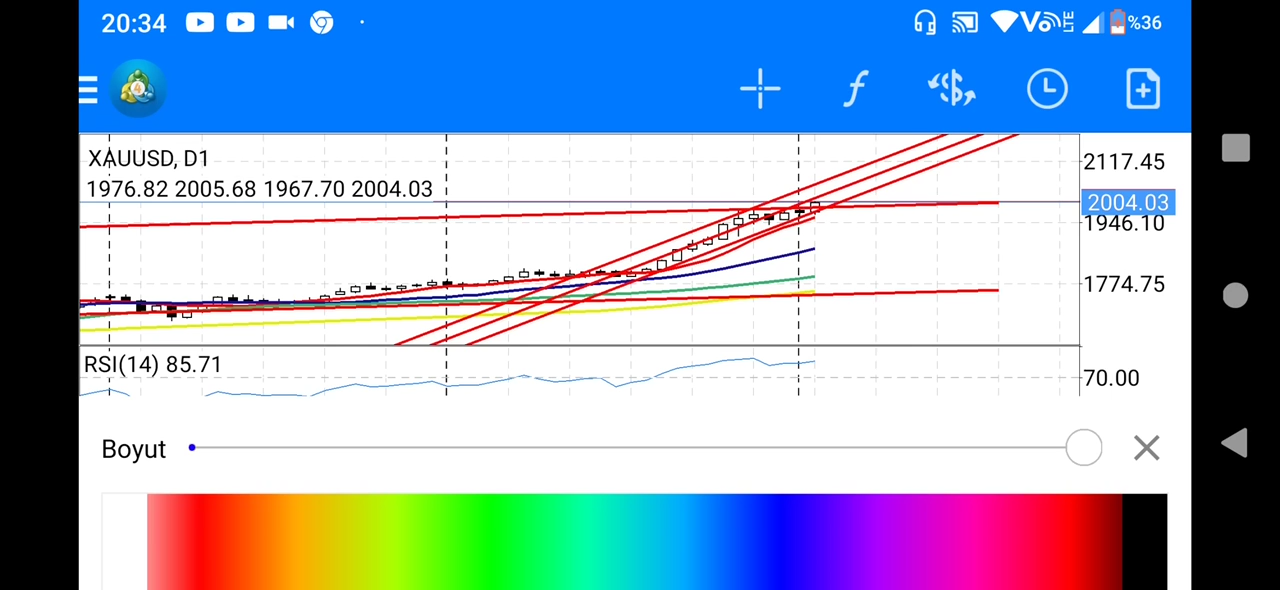 20:34
VoLTE %36
XAUUSD, D1
1976.82 2005.68 1967.70 2004.03
2117.45
2004.03
1946.10
1774.75
RSI(14) 85.71
70.00
Boyut